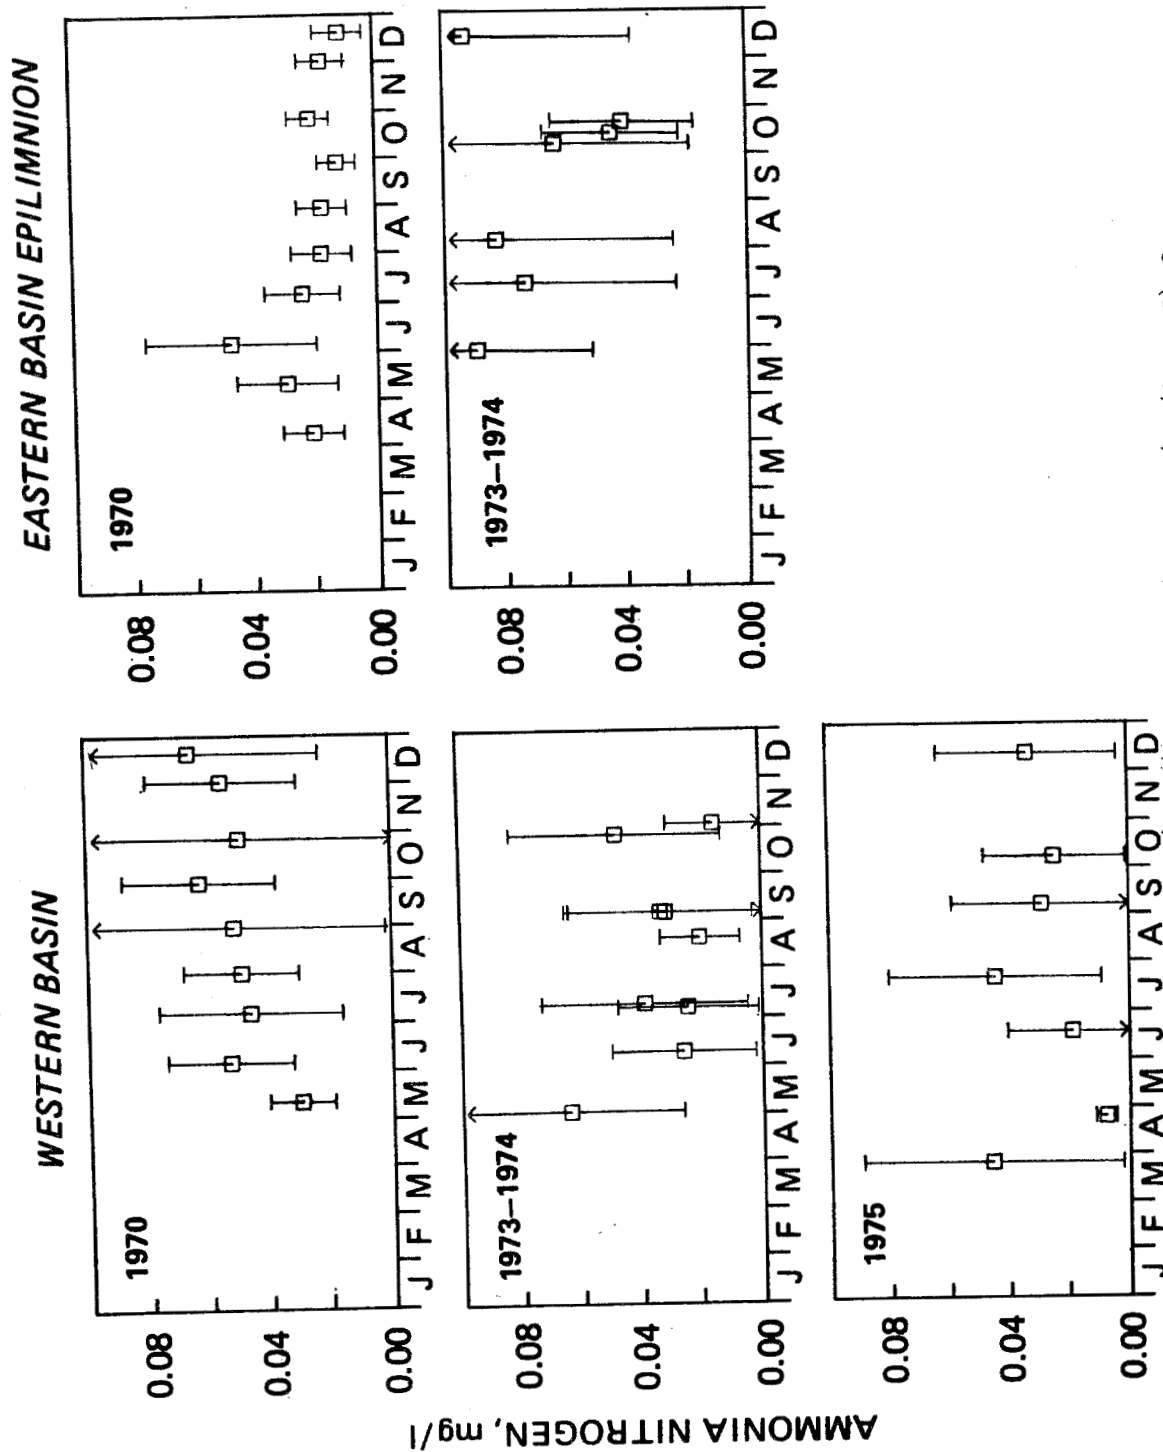 WESTERN BASIN
EASTERN BASIN EPILIMNION
AMMONIA NITROGEN, mg/l
1970
0.08
0.04
0.00
J F M A M J J A S O N D
1970
0.08
0.04
0.00
J F M A M J J A S O N D
1973–1974
0.08
0.04
0.00
J F M A M J J A S O N D
1973–1974
0.08
0.04
0.00
J F M A M J J A S O N D
1975
0.08
0.04
0.00
J F M A M J J A S O N D